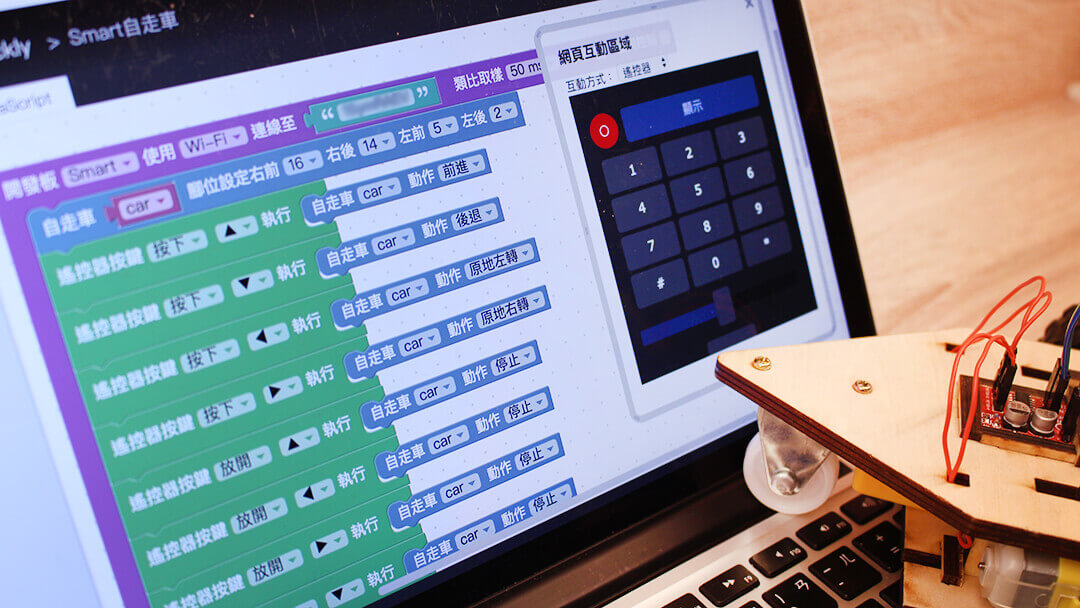 ckly > Smart自走車
aScript
開發板 Smart 使用 Wi-Fi 連線至 “ ” 類比取樣 50 ms
自走車 car 腳位設定右前 16 右後 14 左前 5 左後 2
遙控器按鍵 按下 ▲ 執行 自走車 car 動作 前進
遙控器按鍵 按下 ▼ 執行 自走車 car 動作 後退
遙控器按鍵 按下 ◀ 執行 自走車 car 動作 原地左轉
遙控器按鍵 按下 ▶ 執行 自走車 car 動作 原地右轉
遙控器按鍵 放開 ▲ 執行 自走車 car 動作 停止
遙控器按鍵 放開 ◀ 執行 自走車 car 動作 停止
遙控器按鍵 放開 ▶ 執行 自走車 car 動作 停止
遙控器按鍵 放開 ▼ 執行 自走車 car 動作 停止
網頁互動區域
互動方式： 遙控器
顯示
1 2 3
4 5 6
7 8 9
# 0 *
F7
F8
F9